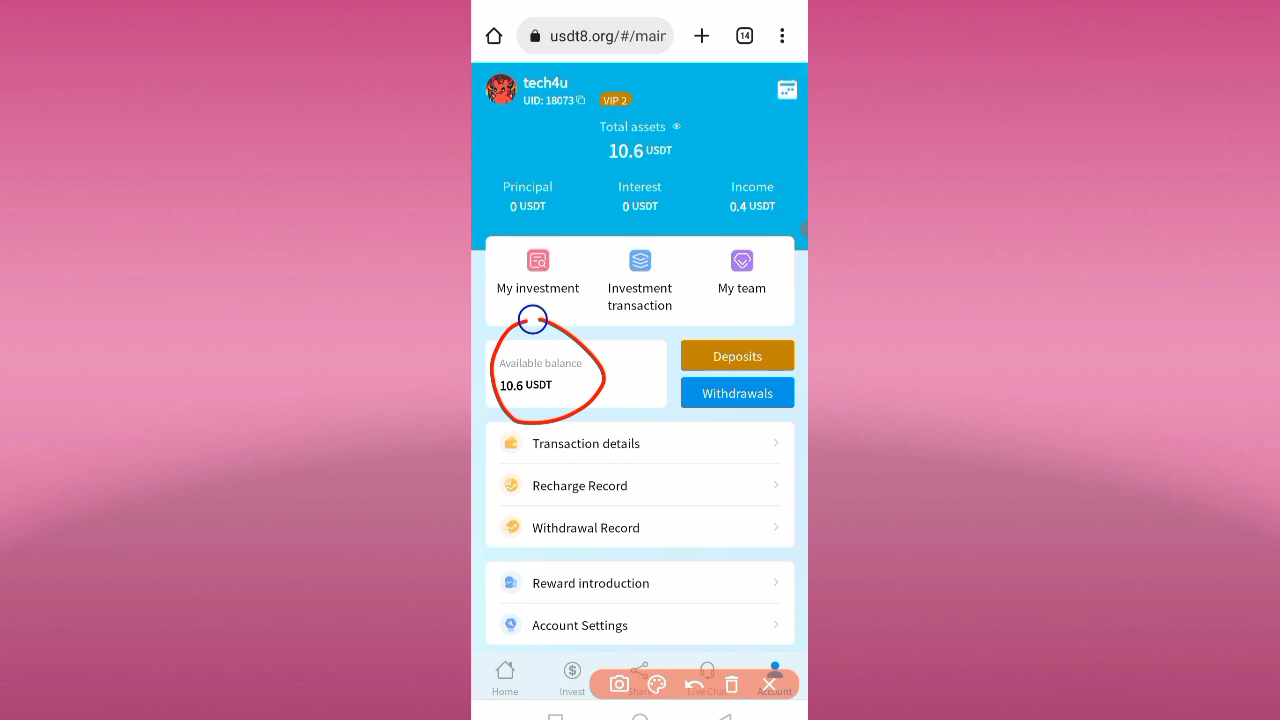 usdt8.org/#/main
14
tech4u
UID: 18073
VIP 2
Total assets
10.6 USDT
Principal
Interest
Income
0 USDT
0 USDT
0.4 USDT
My investment
Investment
transaction
My team
Available balance
10.6 USDT
Deposits
Withdrawals
Transaction details
Recharge Record
Withdrawal Record
Reward introduction
Account Settings
Home
Invest
Share
Live Chat
Account